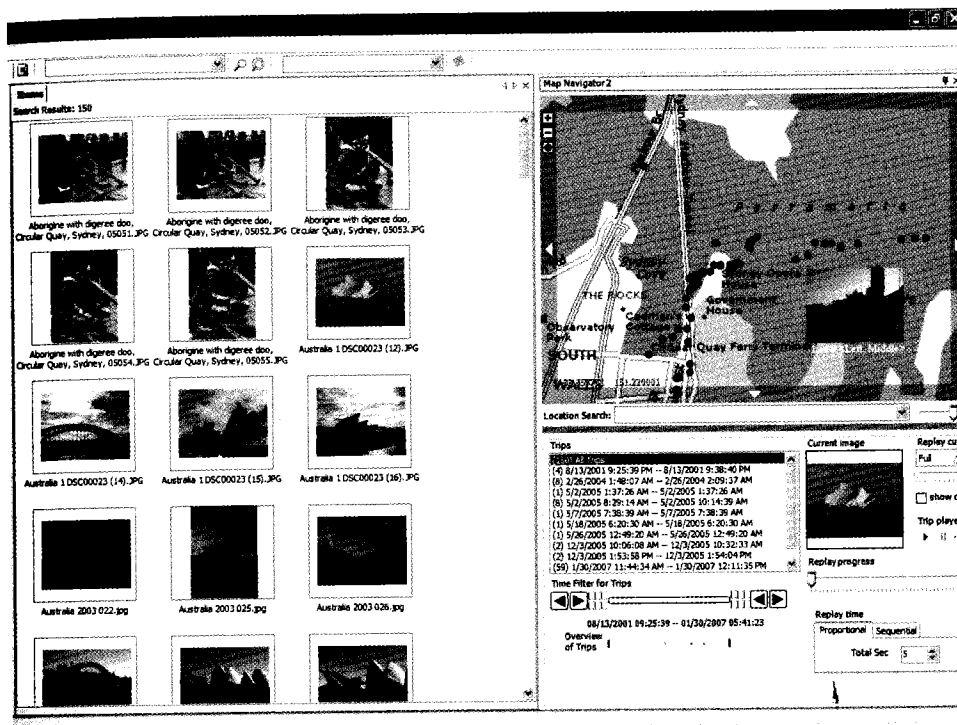 Map Navigator 2
Search Results: 150
Aborigine with digeree doo,
Circular Quay, Sydney, 05051.JPG
Aborigine with digeree doo,
Circular Quay, Sydney, 05052.JPG
Aborigine with digeree doo,
Circular Quay, Sydney, 05053.JPG
Aborigine with digeree doo,
Circular Quay, Sydney, 05054.JPG
Aborigine with digeree doo,
Circular Quay, Sydney, 05055.JPG
Australia 1 DSC00023 (12).JPG
Australia 1 DSC00023 (14).JPG
Australia 1 DSC00023 (15).JPG
Australia 1 DSC00023 (16).JPG
Australia 2003 022.jpg
Australia 2003 025.jpg
Australia 2003 026.jpg
THE ROCKS
Government
House
Observatory
Park
Quay Ferry Terminal
SOUTH
WALES
151.220001
Location Search:
Trips
(4) 8/13/2001 9:25:39 PM -- 8/13/2001 9:38:40 PM
(8) 2/26/2004 1:48:07 AM -- 2/26/2004 2:09:37 AM
(1) 5/2/2005 1:37:26 AM -- 5/2/2005 1:37:26 AM
(8) 5/2/2005 8:29:14 AM -- 5/2/2005 10:14:39 AM
(1) 5/7/2005 7:38:39 AM -- 5/7/2005 7:38:39 AM
(1) 5/18/2005 6:20:30 AM -- 5/18/2005 6:20:30 AM
(1) 5/26/2005 12:49:20 AM -- 5/26/2005 12:49:20 AM
(2) 12/3/2005 10:06:08 AM -- 12/3/2005 10:32:33 AM
(2) 12/3/2005 1:53:58 PM -- 12/3/2005 1:54:04 PM
(59) 1/30/2007 11:44:34 AM -- 1/30/2007 12:11:35 PM
Time Filter for Trips
08/13/2001 09:25:39 -- 01/30/2007 05:41:23
Overview
of Trips
Current image
Replay cu
Full
show
Trip playe
Replay progress
Replay time
Proportional Sequential
Total Sec 5